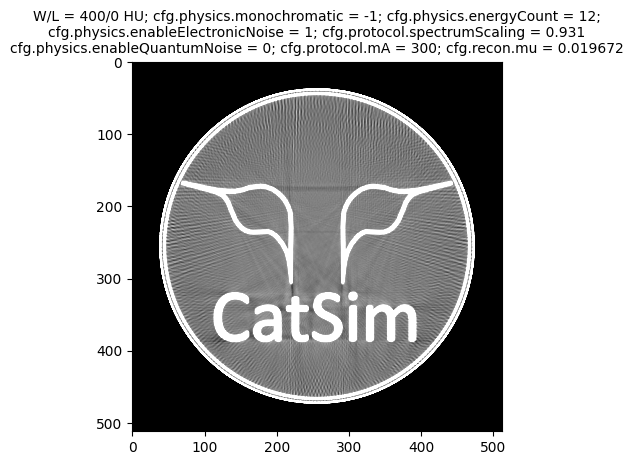 W/L = 400/0 HU; cfg.physics.monochromatic = -1; cfg.physics.energyCount = 12;
cfg.physics.enableElectronicNoise = 1; cfg.protocol.spectrumScaling = 0.931
cfg.physics.enableQuantumNoise = 0; cfg.protocol.mA = 300; cfg.recon.mu = 0.019672
0
100
200
300
400
500
CatSim
0 100 200 300 400 500